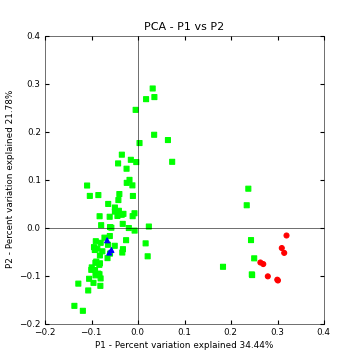 PCA - P1 vs P2
0.4
0.3
0.2
0.1
0.0
−0.1
−0.2
P2 - Percent variation explained 21.78%
−0.2 −0.1 0.0 0.1 0.2 0.3 0.4
P1 - Percent variation explained 34.44%